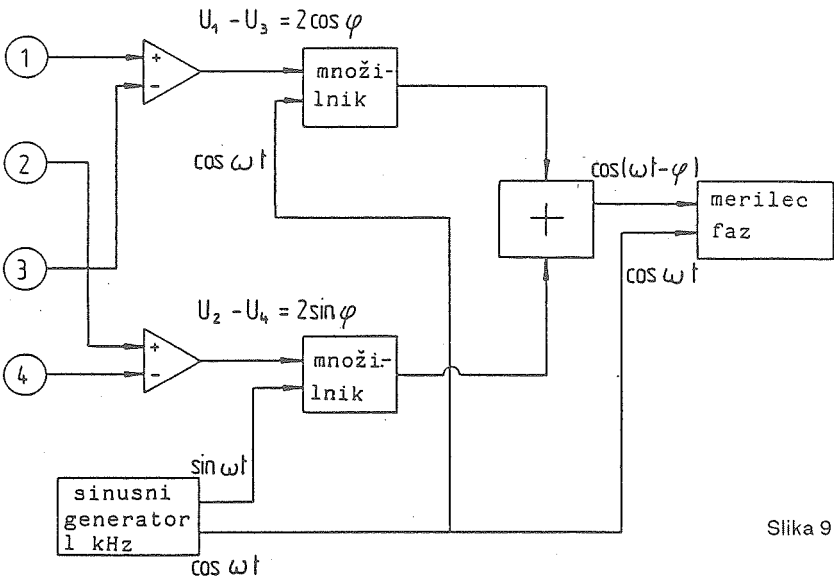 U₁ - U₃ = 2cos φ
1
+
-
množi-
lnik
2
cos ωt
cos(ωt-φ)
+
merilec
faz
cos ωt
3
U₂ - U₄ = 2sin φ
4
+
-
množi-
lnik
sin ωt
sinusni
generator
1 kHz
cos ωt
Slika 9